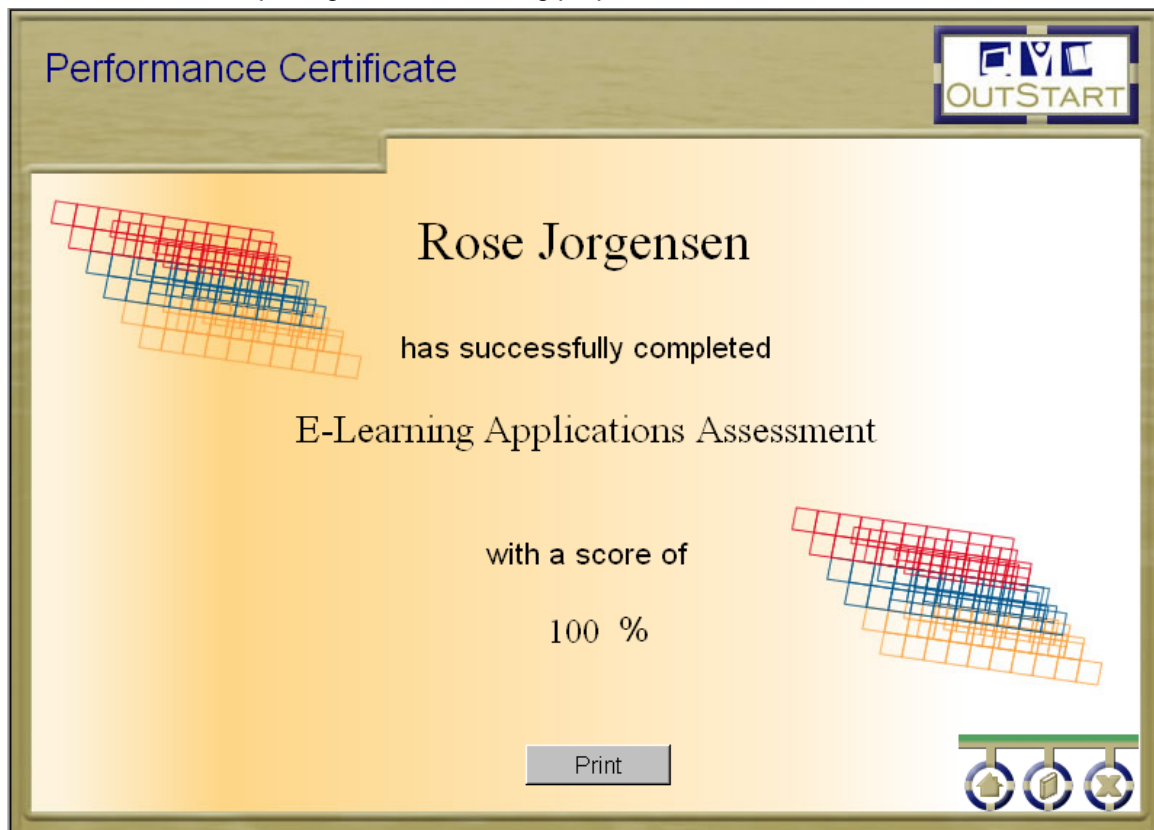 Performance Certificate
OUTSTART
Rose Jorgensen
has successfully completed
E-Learning Applications Assessment
with a score of
100 %
Print